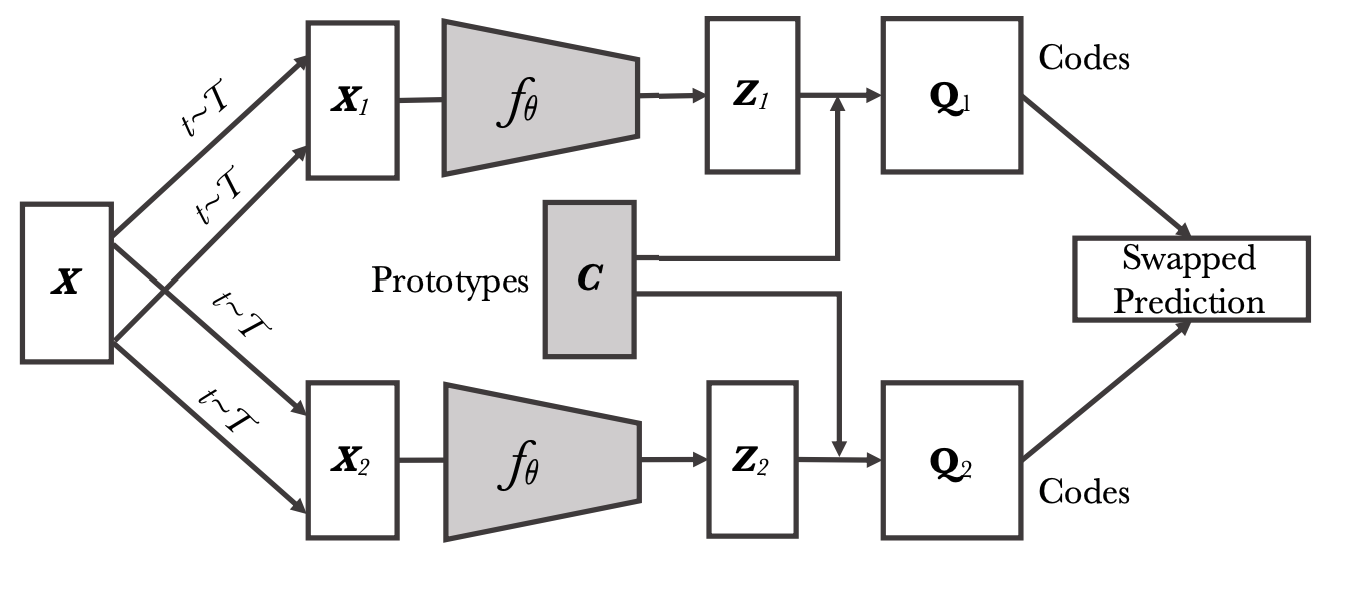 X
t~T
t~T
t~T
t~T
X1
fθ
Z1
Q1
Codes
Prototypes
C
Swapped
Prediction
X2
fθ
Z2
Q2
Codes